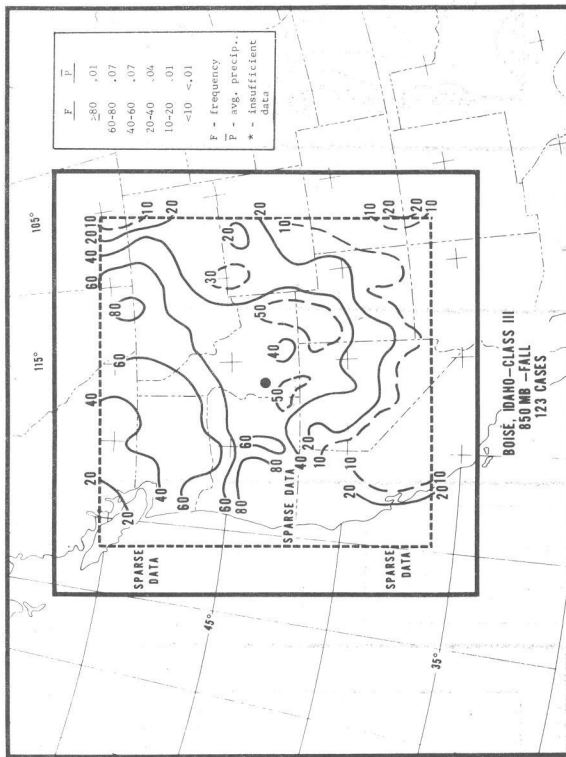 115°
105°
F P̄
≥80 .01
60-80 .07
40-60 .07
20-40 .04
10-20 .01
<10 <.01
F - frequency
P̄ - avg. precip.
* - insufficient
data
45°
35°
20
40
60
40 20 10
80
60
10
20
20
40
60
80
60
80
40
20
10
10
50
40
50
30
20
20
10
10
20
20
10
20
20 10
SPARSE
DATA
SPARSE DATA
SPARSE
DATA
BOISE, IDAHO—CLASS III
850 MB –FALL
123 CASES